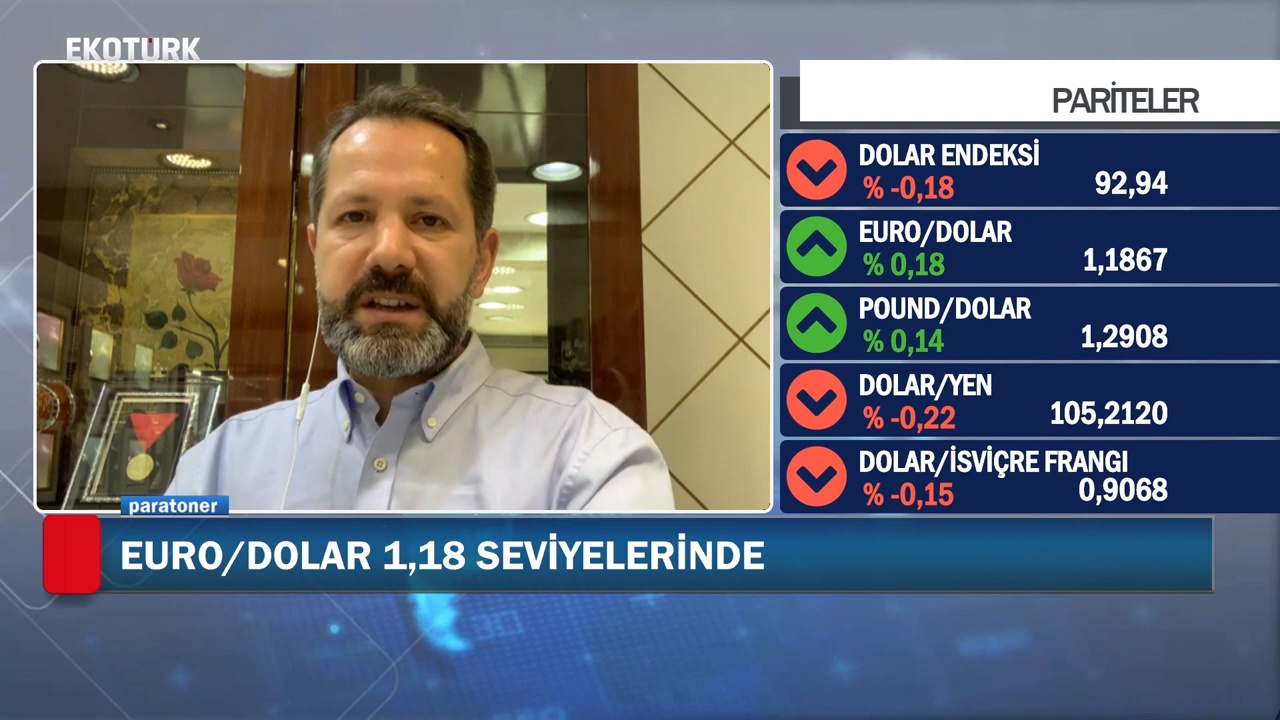 EKOTÜRK
PARİTELER
DOLAR ENDEKSİ
% -0,18
92,94
EURO/DOLAR
% 0,18
1,1867
POUND/DOLAR
% 0,14
1,2908
DOLAR/YEN
% -0,22
105,2120
DOLAR/İSVİÇRE FRANGI
% -0,15
0,9068
paratoner
EURO/DOLAR 1,18 SEVİYELERİNDE